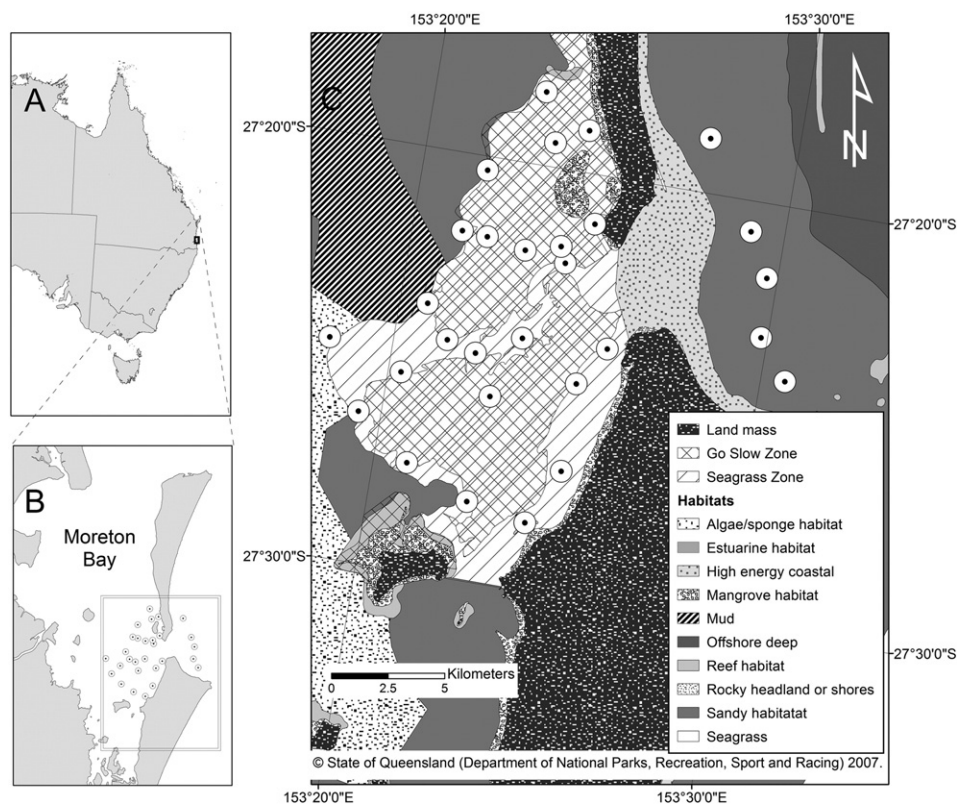 153°20'0"E
153°30'0"E
A
C
N
27°20'0"S
27°20'0"S
B
Moreton
Bay
Land mass
Go Slow Zone
Seagrass Zone
Habitats
Algae/sponge habitat
Estuarine habitat
High energy coastal
Mangrove habitat
Mud
Offshore deep
Reef habitat
Rocky headland or shores
Sandy habitatat
Seagrass
27°30'0"S
27°30'0"S
Kilometers
0 2.5 5
© State of Queensland (Department of National Parks, Recreation, Sport and Racing) 2007.
153°20'0"E
153°30'0"E